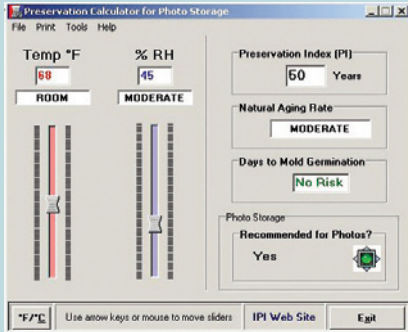 Preservation Calculator for Photo Storage
File Print Tools Help
Temp °F
68
ROOM
% RH
45
MODERATE
Preservation Index (PI)
50 Years
Natural Aging Rate
MODERATE
Days to Mold Germination
No Risk
Photo Storage
Recommended for Photos?
Yes
°F/°C
Use arrow keys or mouse to move sliders
IPI Web Site
Exit